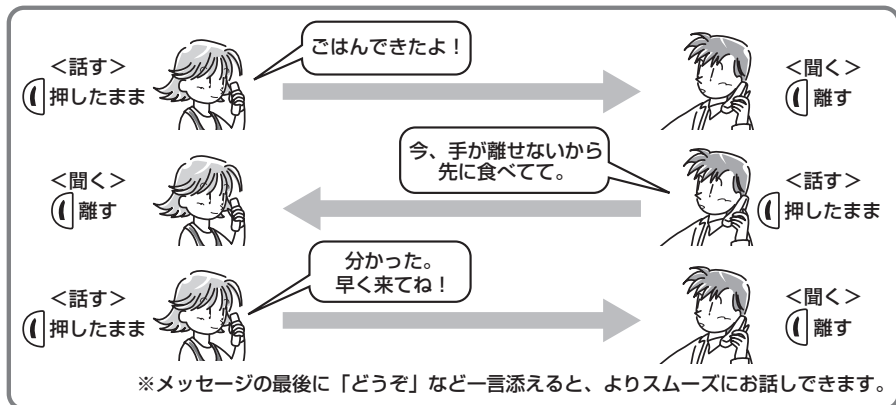 ごはんできたよ！
＜話す＞
押したまま
＜聞く＞
離す
今、手が離せないから
先に食べてて。
＜聞く＞
離す
＜話す＞
押したまま
分かった。
早く来てね！
＜話す＞
押したまま
＜聞く＞
離す
※メッセージの最後に「どうぞ」など一言添えると、よりスムーズにお話しできます。